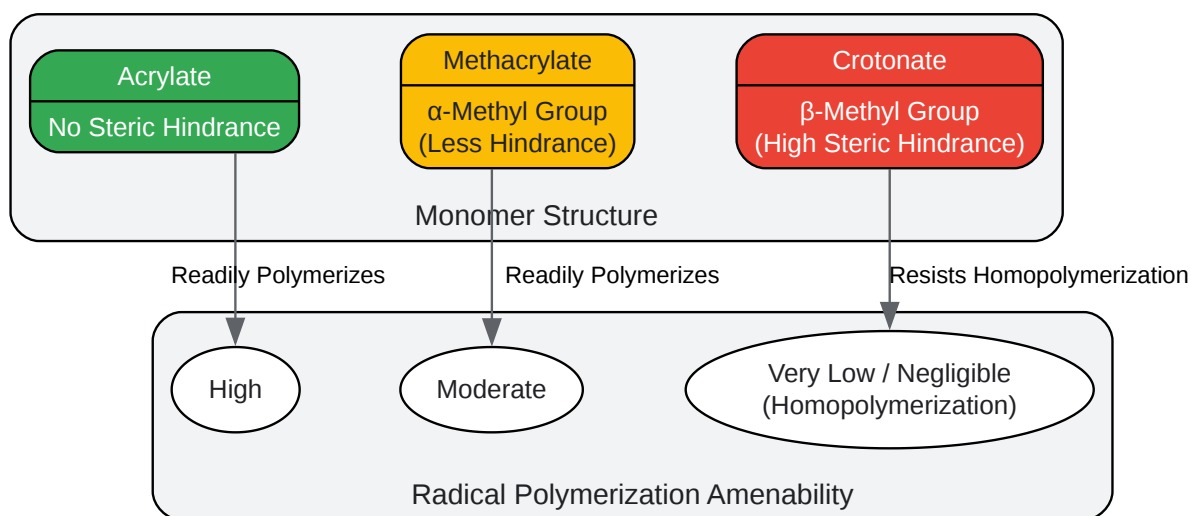 Acrylate
No Steric Hindrance
Methacrylate
α-Methyl Group
(Less Hindrance)
Crotonate
β-Methyl Group
(High Steric Hindrance)
Monomer Structure
Readily Polymerizes
Readily Polymerizes
Resists Homopolymerization
High
Moderate
Very Low / Negligible
(Homopolymerization)
Radical Polymerization Amenability